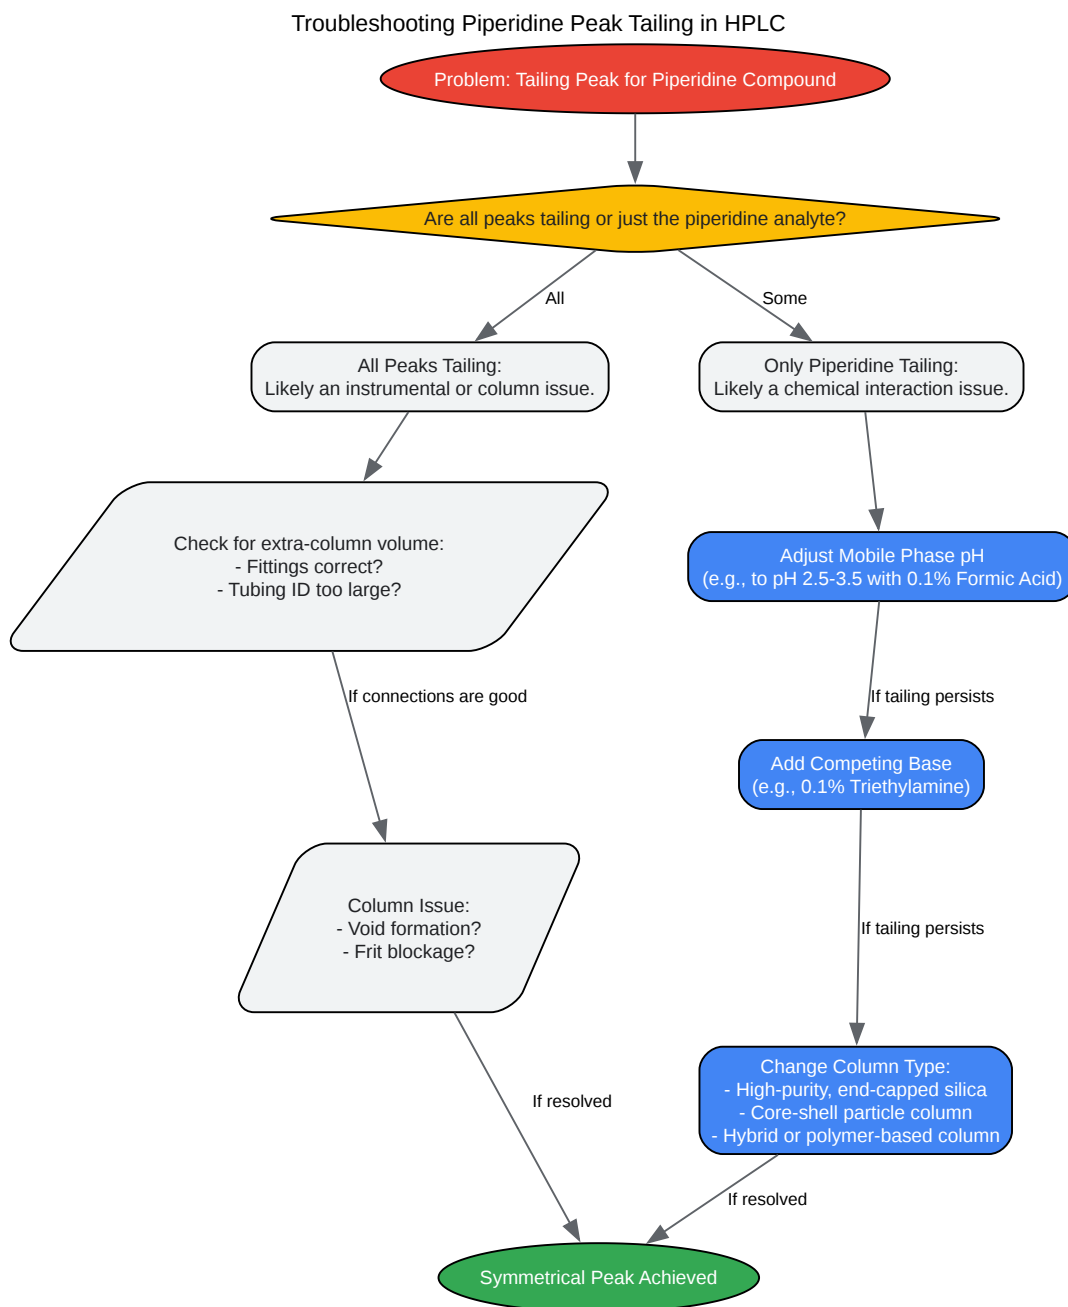 Troubleshooting Piperidine Peak Tailing in HPLC
Problem: Tailing Peak for Piperidine Compound
Are all peaks tailing or just the piperidine analyte?
All
Some
All Peaks Tailing:
Likely an instrumental or column issue.
Only Piperidine Tailing:
Likely a chemical interaction issue.
Check for extra-column volume:
- Fittings correct?
- Tubing ID too large?
Adjust Mobile Phase pH
(e.g., to pH 2.5-3.5 with 0.1% Formic Acid)
If connections are good
If tailing persists
Add Competing Base
(e.g., 0.1% Triethylamine)
Column Issue:
- Void formation?
- Frit blockage?
If tailing persists
Change Column Type:
- High-purity, end-capped silica
- Core-shell particle column
- Hybrid or polymer-based column
If resolved
If resolved
Symmetrical Peak Achieved